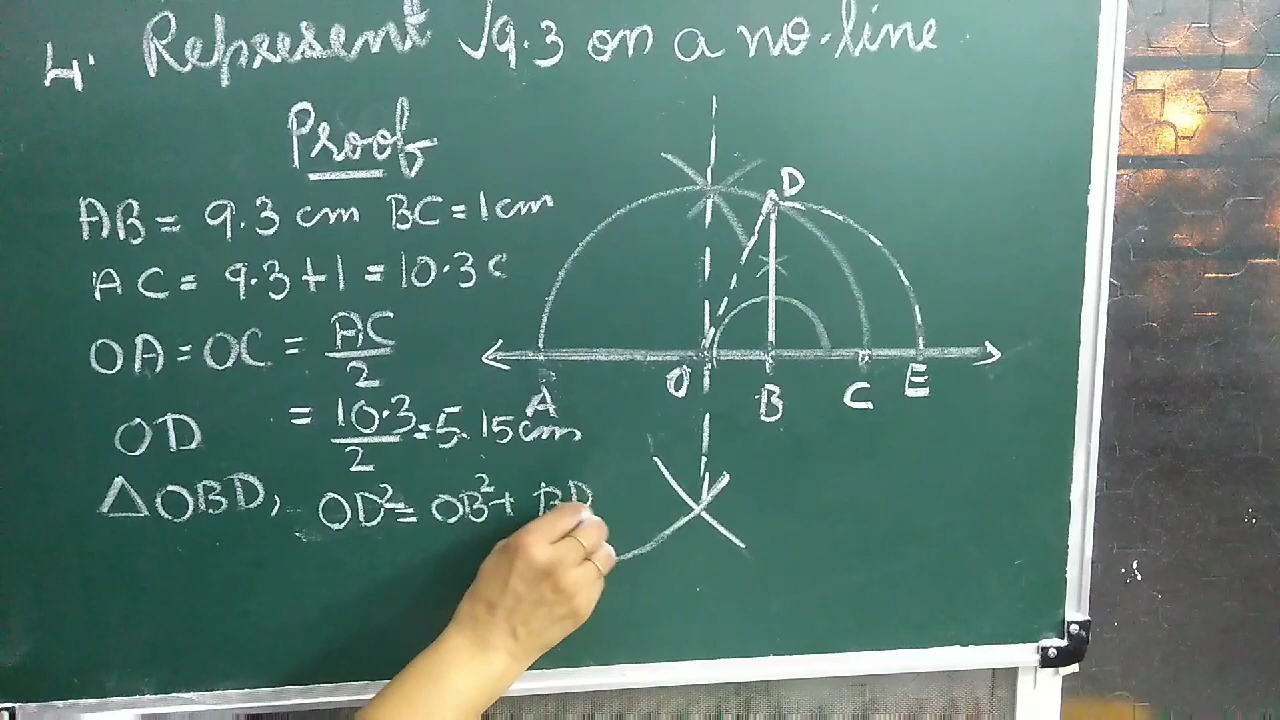 4. Represent √9.3 on a no. line
Proof
AB = 9.3 cm BC = 1cm
AC = 9.3+1 = 10.3 c
OA = OC = AC/2
OD = 10.3/2 = 5.15cm
△OBD, OD² = OB² + BD
D
A O B C E